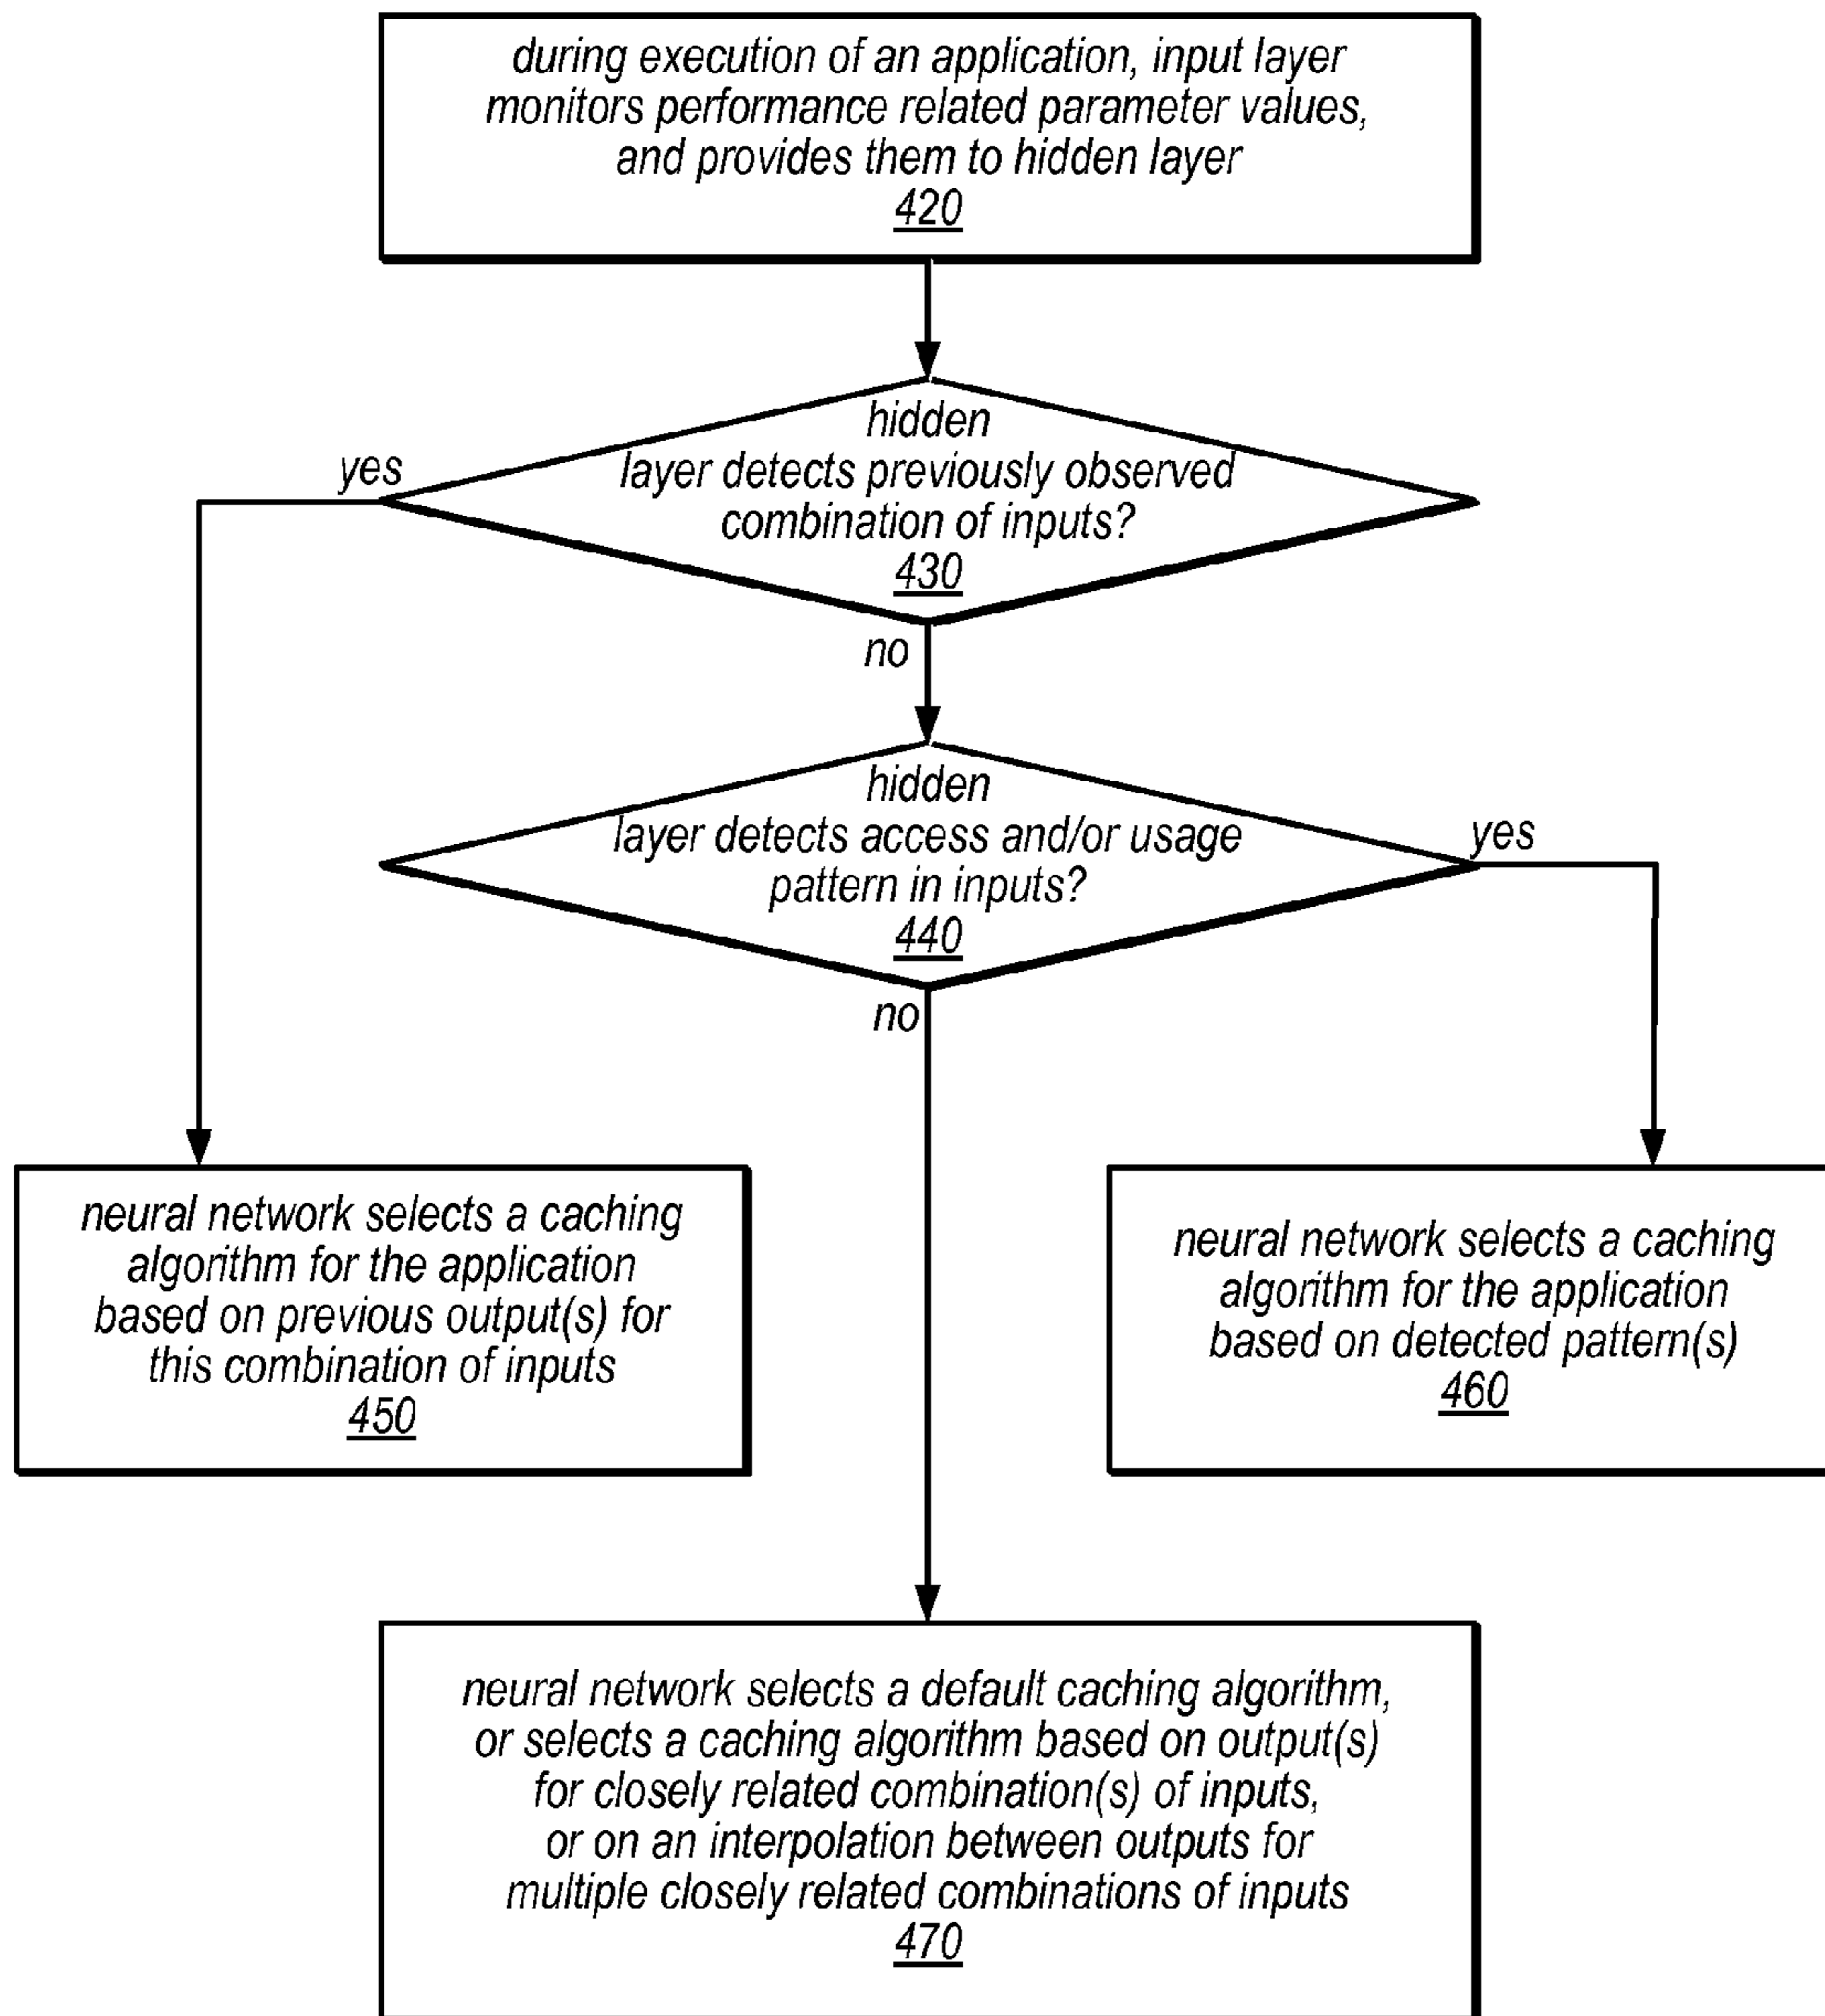 during execution of an application, input layer
monitors performance related parameter values,
and provides them to hidden layer
420
hidden
layer detects previously observed
combination of inputs?
430
yes
no
hidden
layer detects access and/or usage
pattern in inputs?
440
yes
no
neural network selects a caching
algorithm for the application
based on previous output(s) for
this combination of inputs
450
neural network selects a caching
algorithm for the application
based on detected pattern(s)
460
neural network selects a default caching algorithm,
or selects a caching algorithm based on output(s)
for closely related combination(s) of inputs,
or on an interpolation between outputs for
multiple closely related combinations of inputs
470